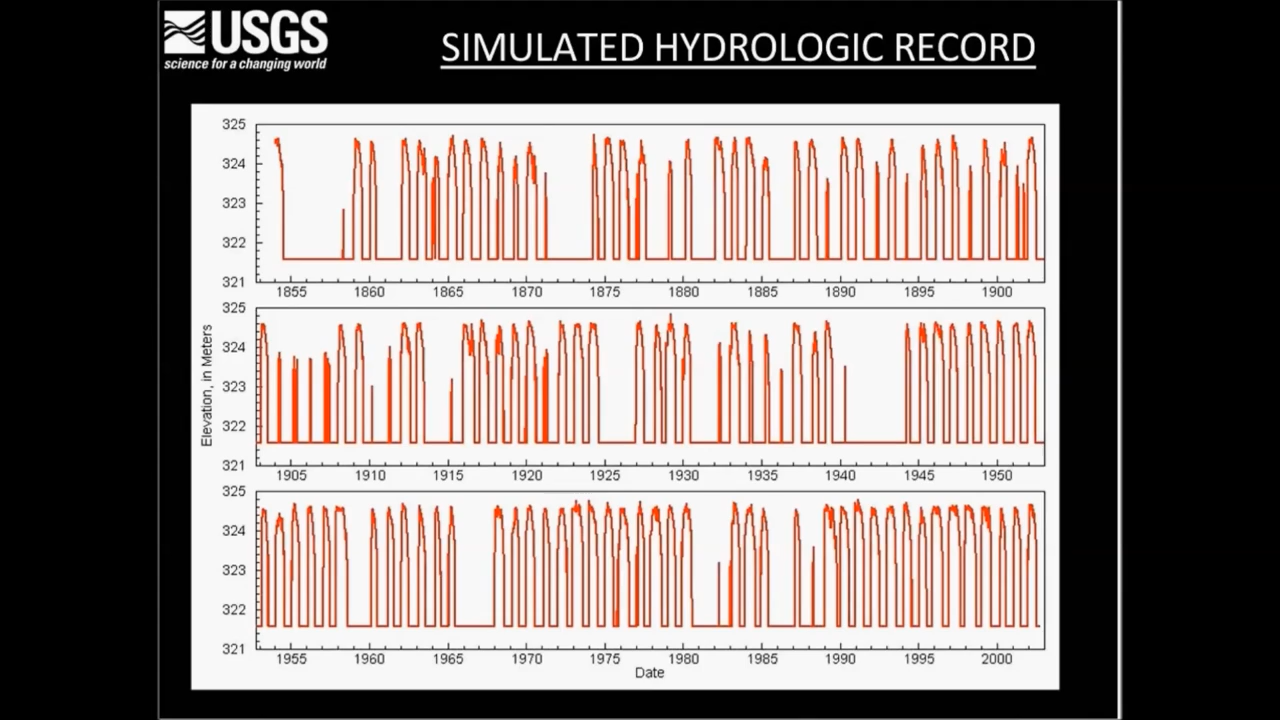 USGS
science for a changing world
SIMULATED HYDROLOGIC RECORD
325
324
323
322
321
1855 1860 1865 1870 1875 1880 1885 1890 1895 1900
Elevation, in Meters
325
324
323
322
321
1905 1910 1915 1920 1925 1930 1935 1940 1945 1950
325
324
323
322
321
1955 1960 1965 1970 1975 1980 1985 1990 1995 2000
Date